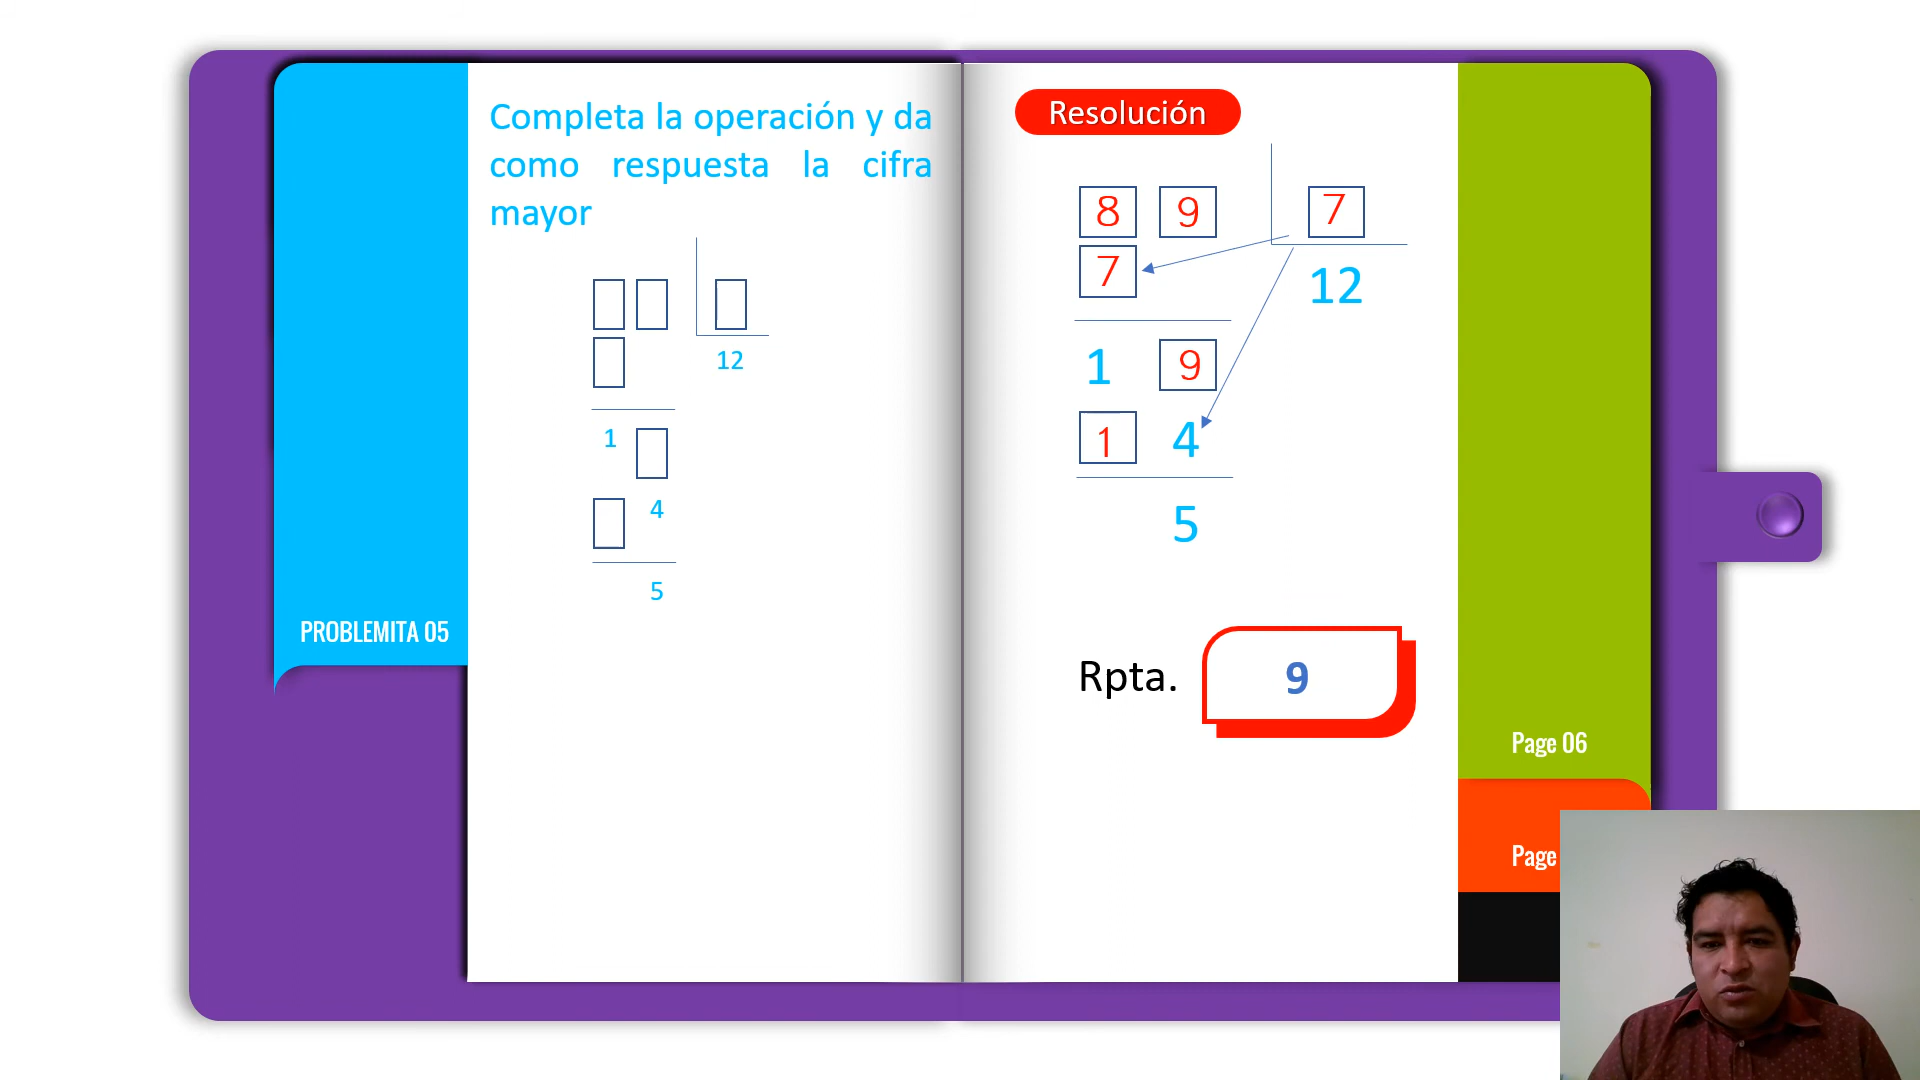 Completa la operación y da
como respuesta la cifra
mayor
12
1
4
5
PROBLEMITA 05
Resolución
8 9 7
7 12
1 9
1 4
5
Rpta. 9
Page 06
Page